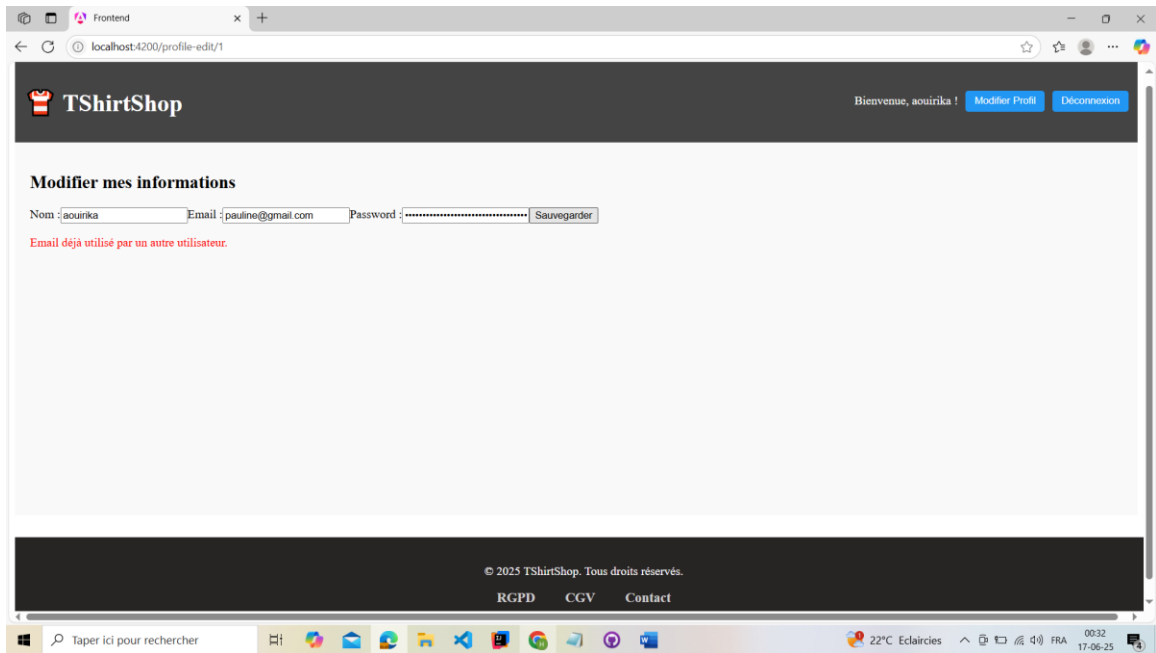 Frontend
localhost:4200/profile-edit/1
TShirtShop
Bienvenue, aouirika ! Modifier Profil Déconnexion
Modifier mes informations
Nom : aouirika Email : pauline@gmail.com Password : Sauvegarder
Email déjà utilisé par un autre utilisateur.
© 2025 TShirtShop. Tous droits réservés.
RGPD CGV Contact
Taper ici pour rechercher 22°C Eclaircies FRA 00:32
17-06-25